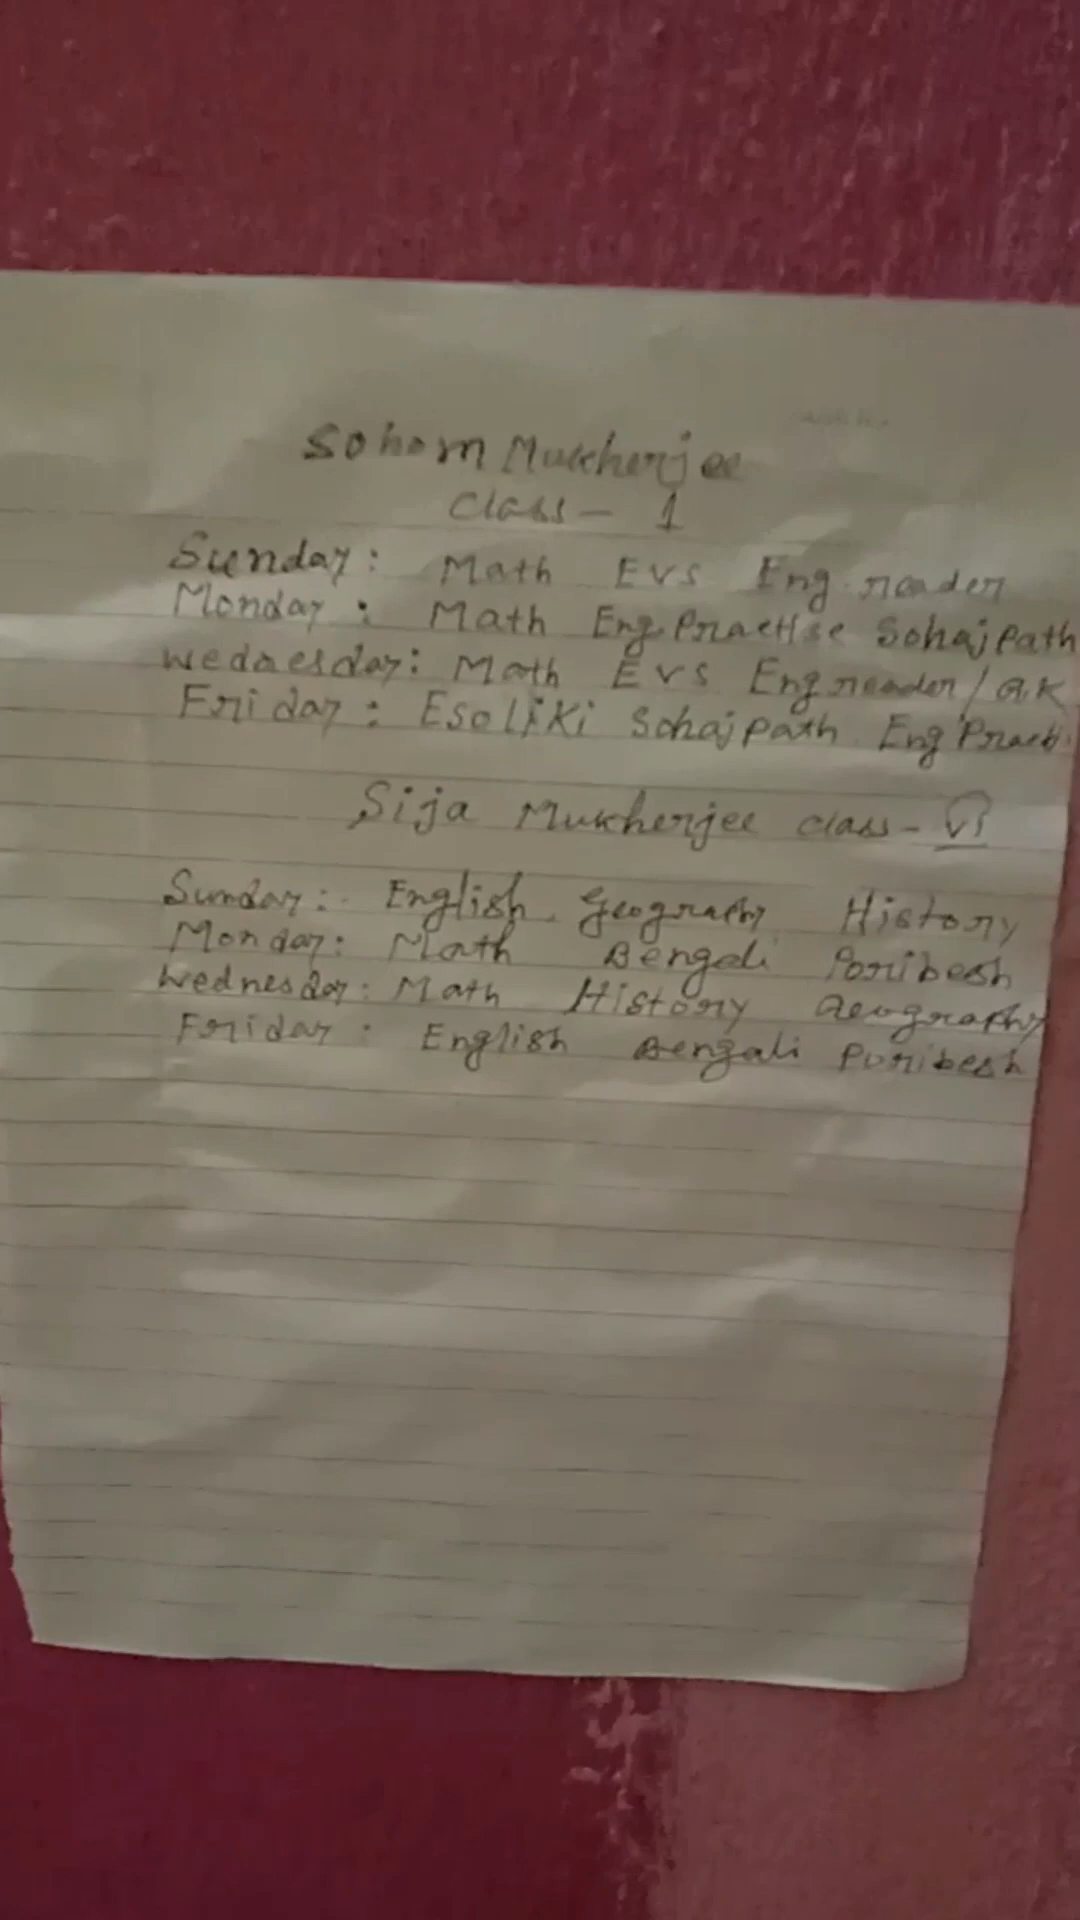 Sohom Mukherjee
Class - 1
Sunday: Math EVS Eng. reader
Monday: Math Eng. Practise Sohajpath
Wednesday: Math EVS Eng reader / G.K
Friday: Esolfki Sohajpath Eng Pract
Sija Mukherjee class - VI
Sunday: English Geography History
Monday: Math Bengali Poribesh
Wednesday: Math History Geography
Friday: English Bengali Poribesh